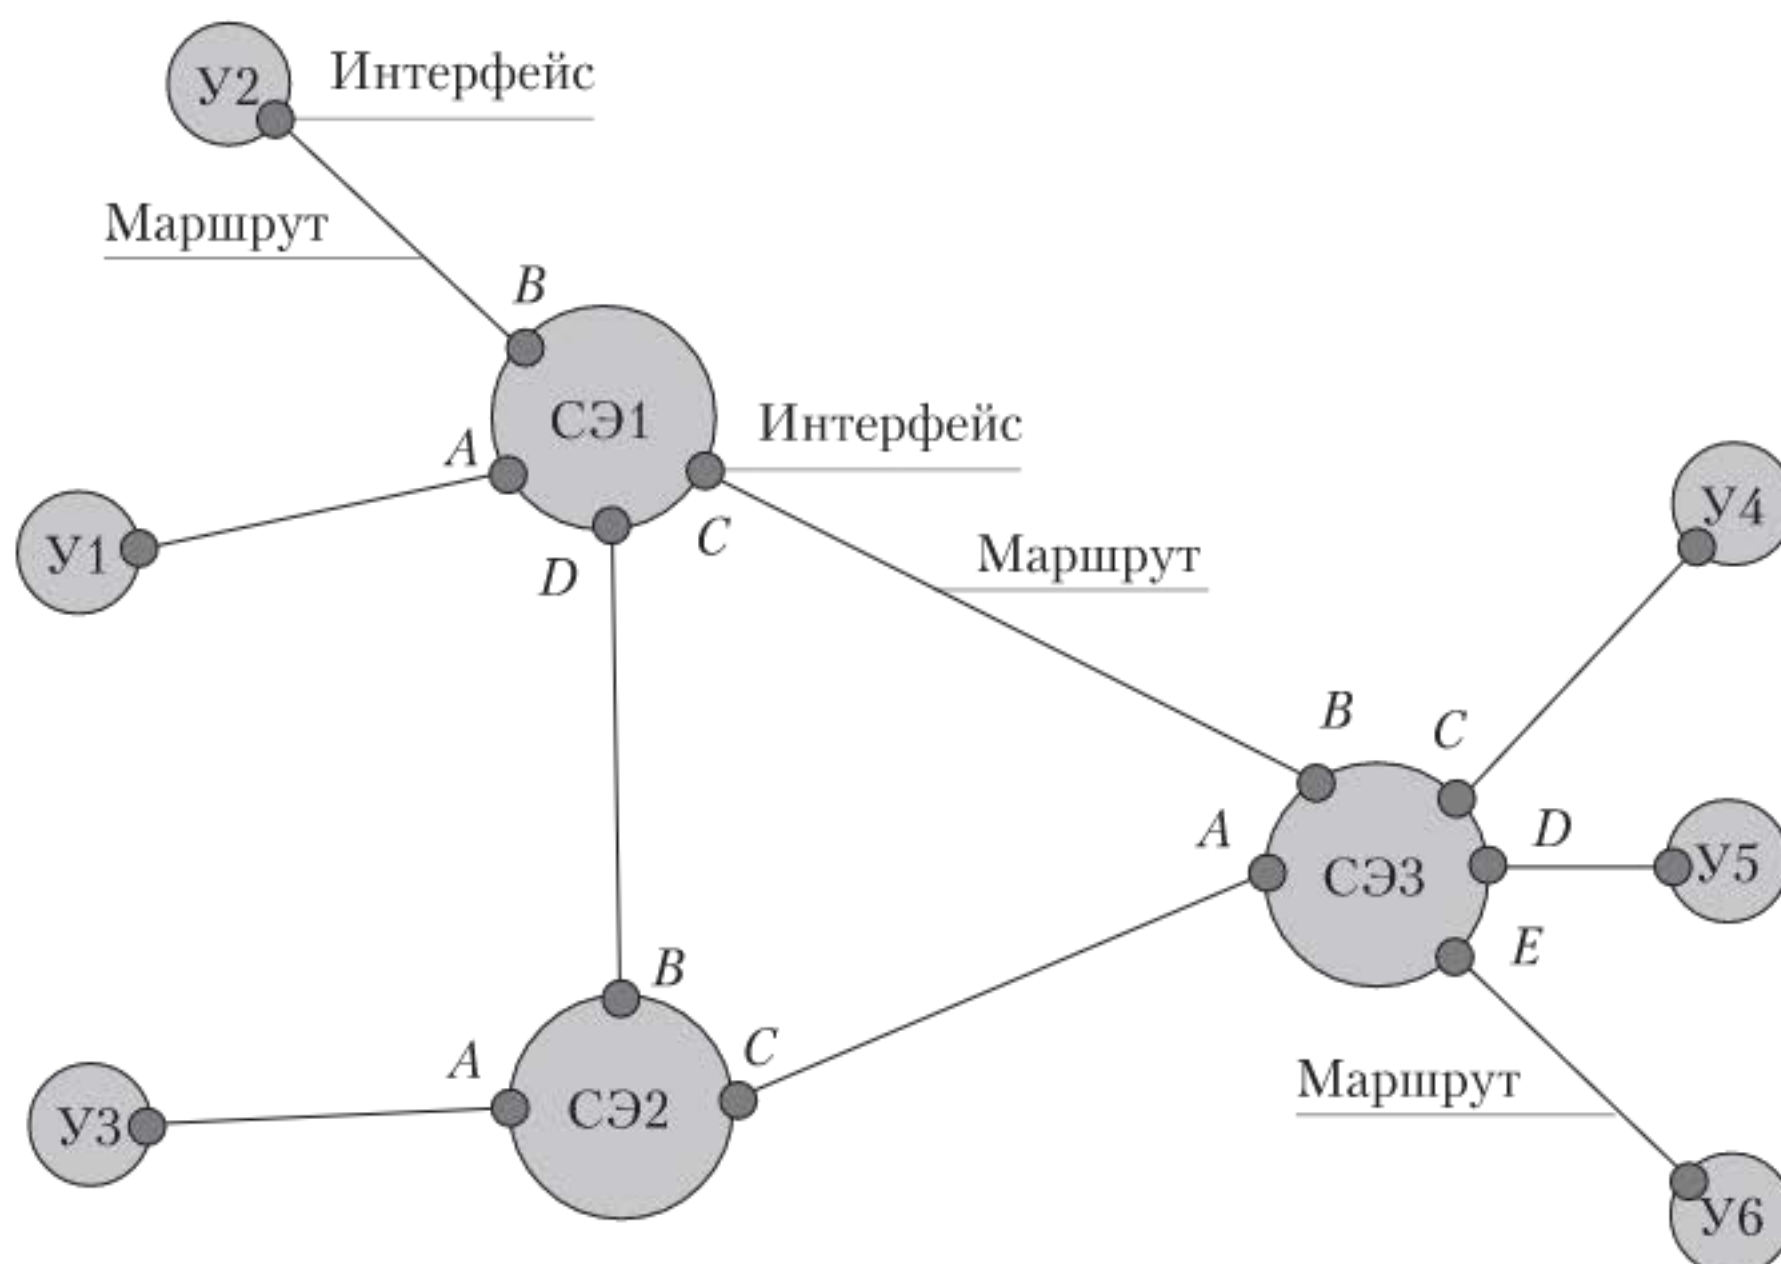 У2
Интерфейс
Маршрут
B
СЭ1
Интерфейс
A
C
У1
D
Маршрут
У4
B
C
A
D
СЭ3
У5
E
B
C
A
СЭ2
У3
Маршрут
У6